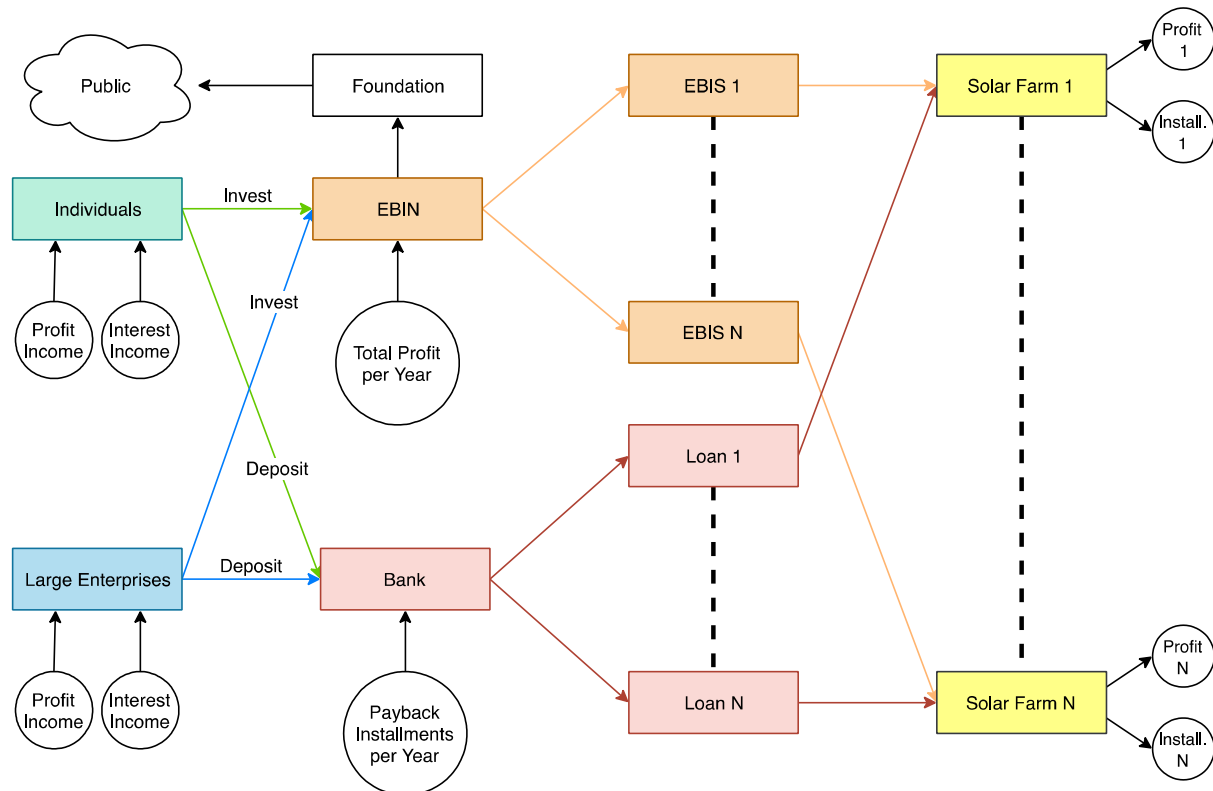 Public
Foundation
EBIS 1
Solar Farm 1
Profit
1
Install.
1
Individuals
Invest
EBIN
Profit
Income
Interest
Income
Invest
Total Profit
per Year
EBIS N
Deposit
Loan 1
Large Enterprises
Deposit
Bank
Profit
Income
Interest
Income
Payback
Installments
per Year
Loan N
Solar Farm N
Profit
N
Install.
N